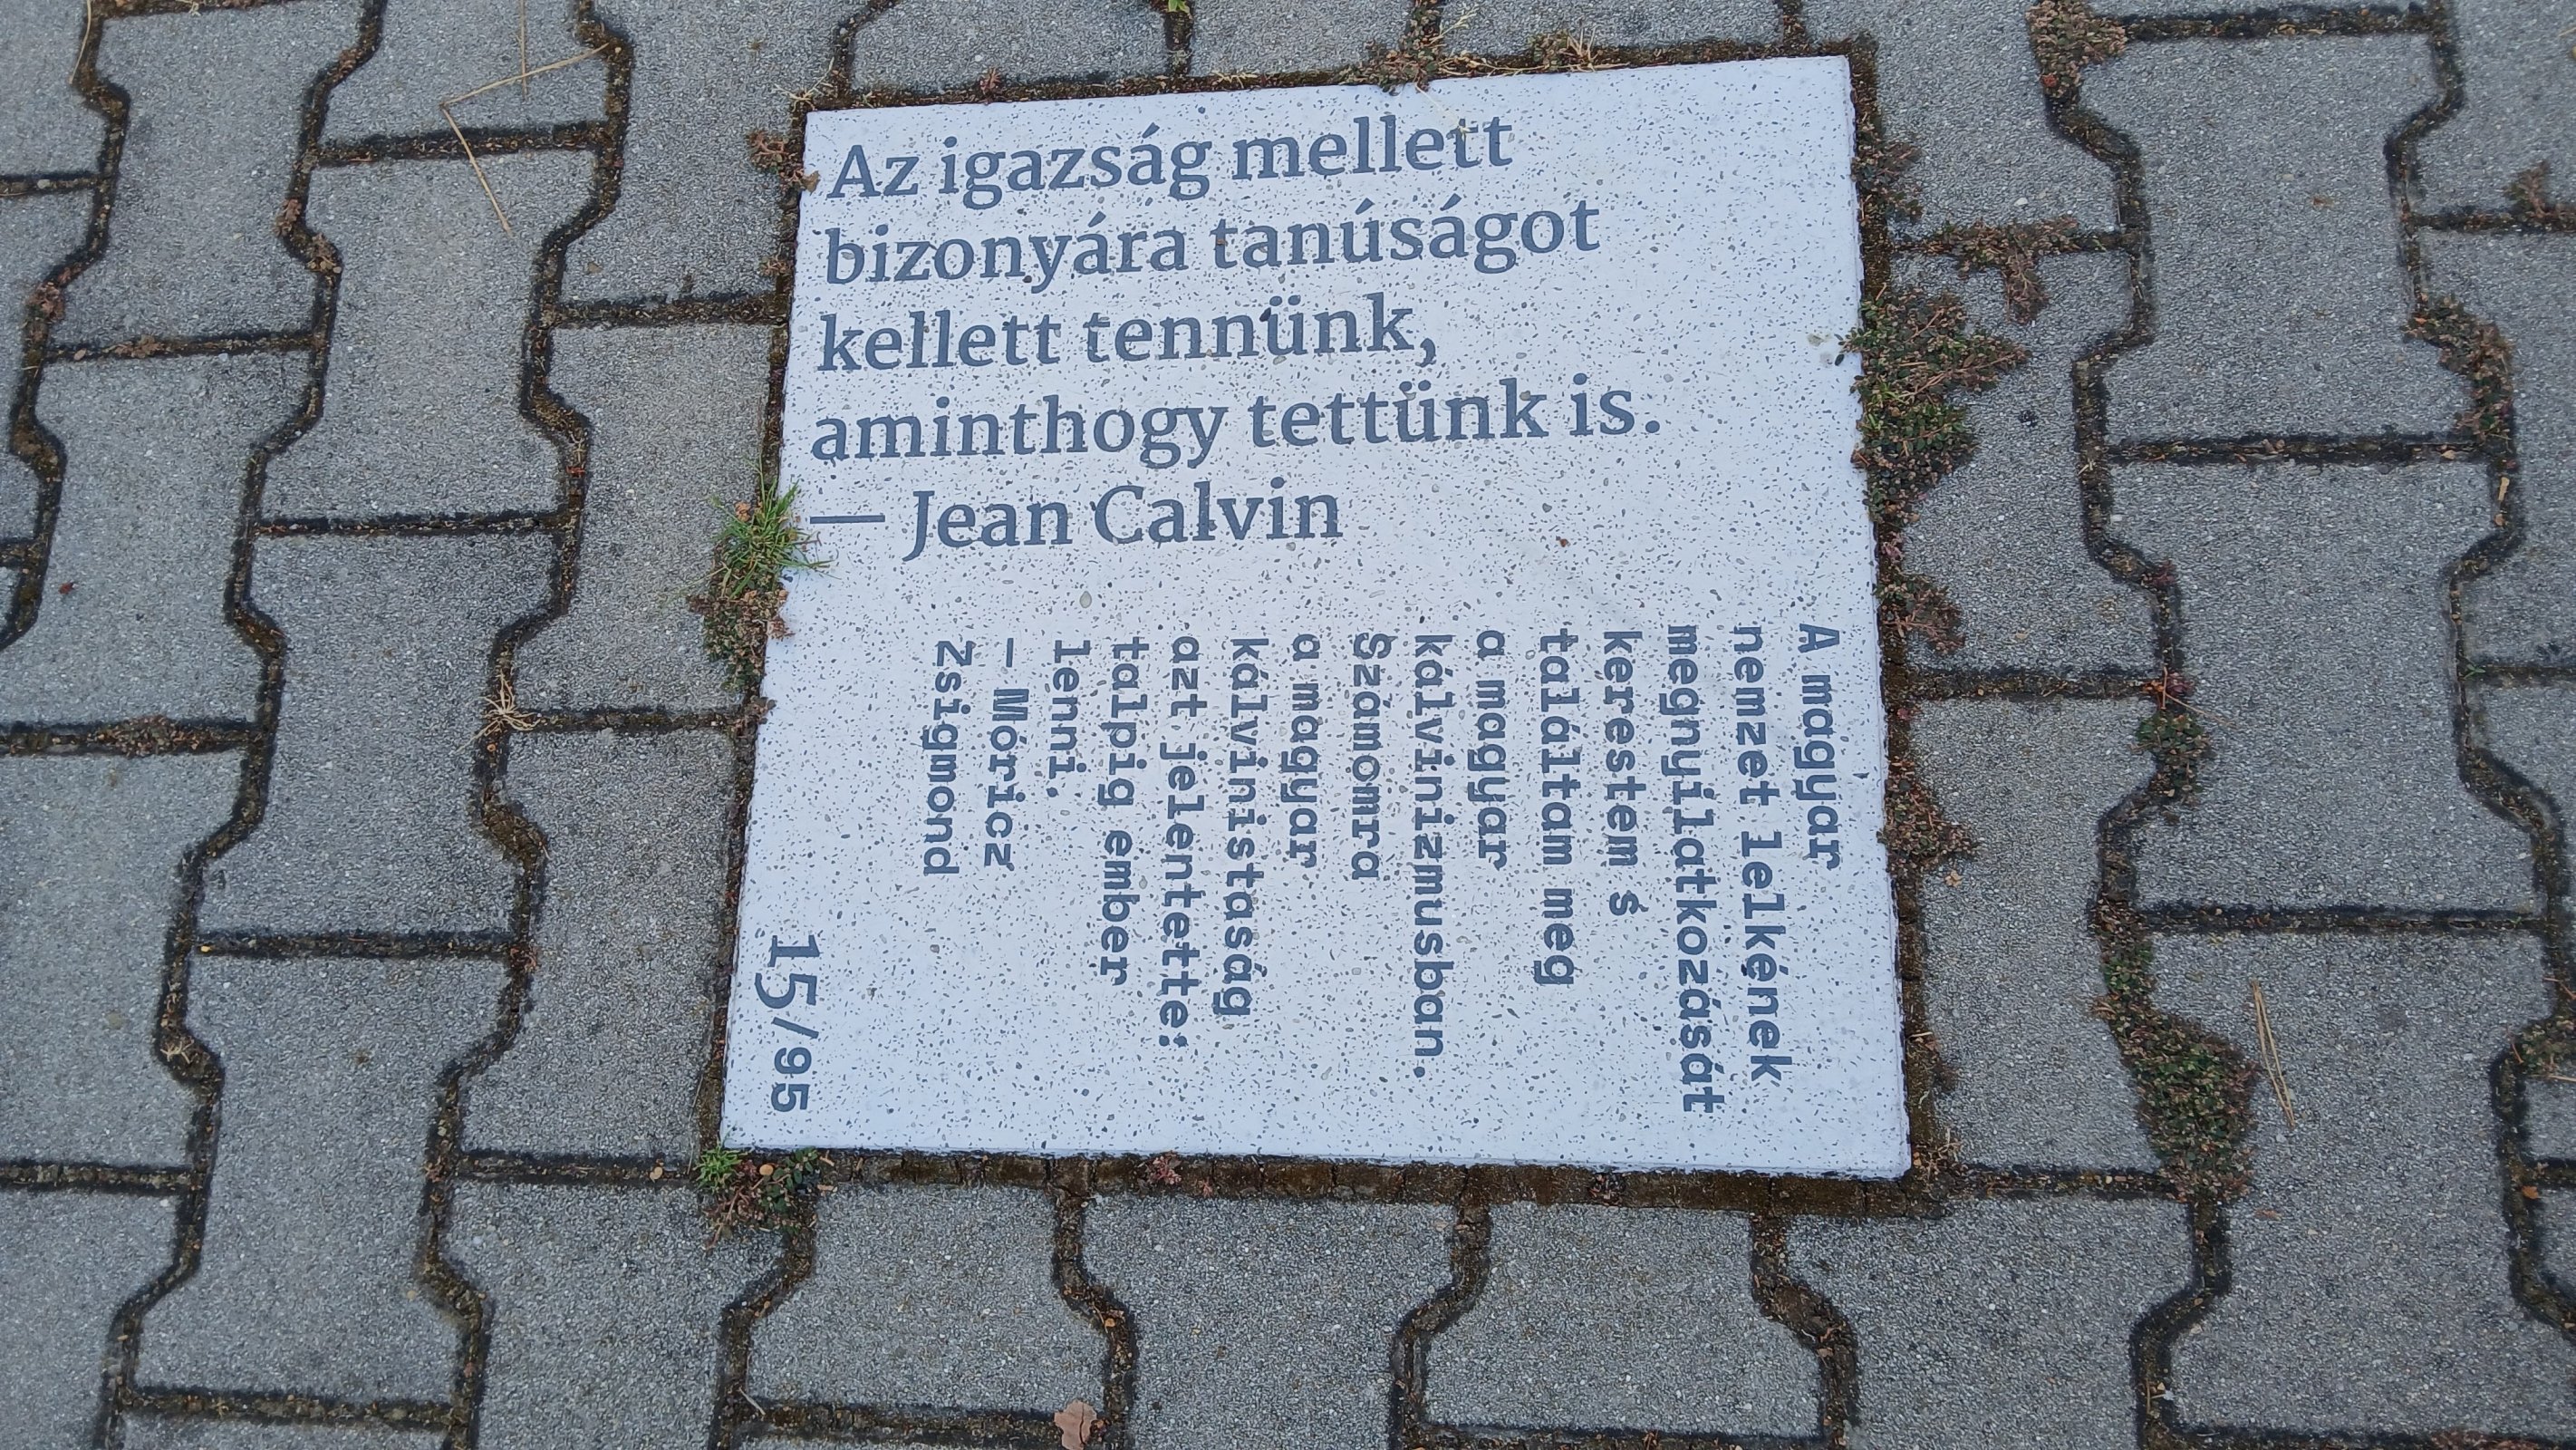 Az igazság mellett
bizonyára tanúságot
kellett tennünk,
aminthogy tettünk is.
— Jean Calvin
A magyar
nemzet lelkének
megnyilatkozását
kerestem s
találtam meg
a magyar
kálvinizmusban.
Számomra
a magyar
kálvinistaság
azt jelentette:
talpig ember
lenni.
— Móricz
Zsigmond
15/95